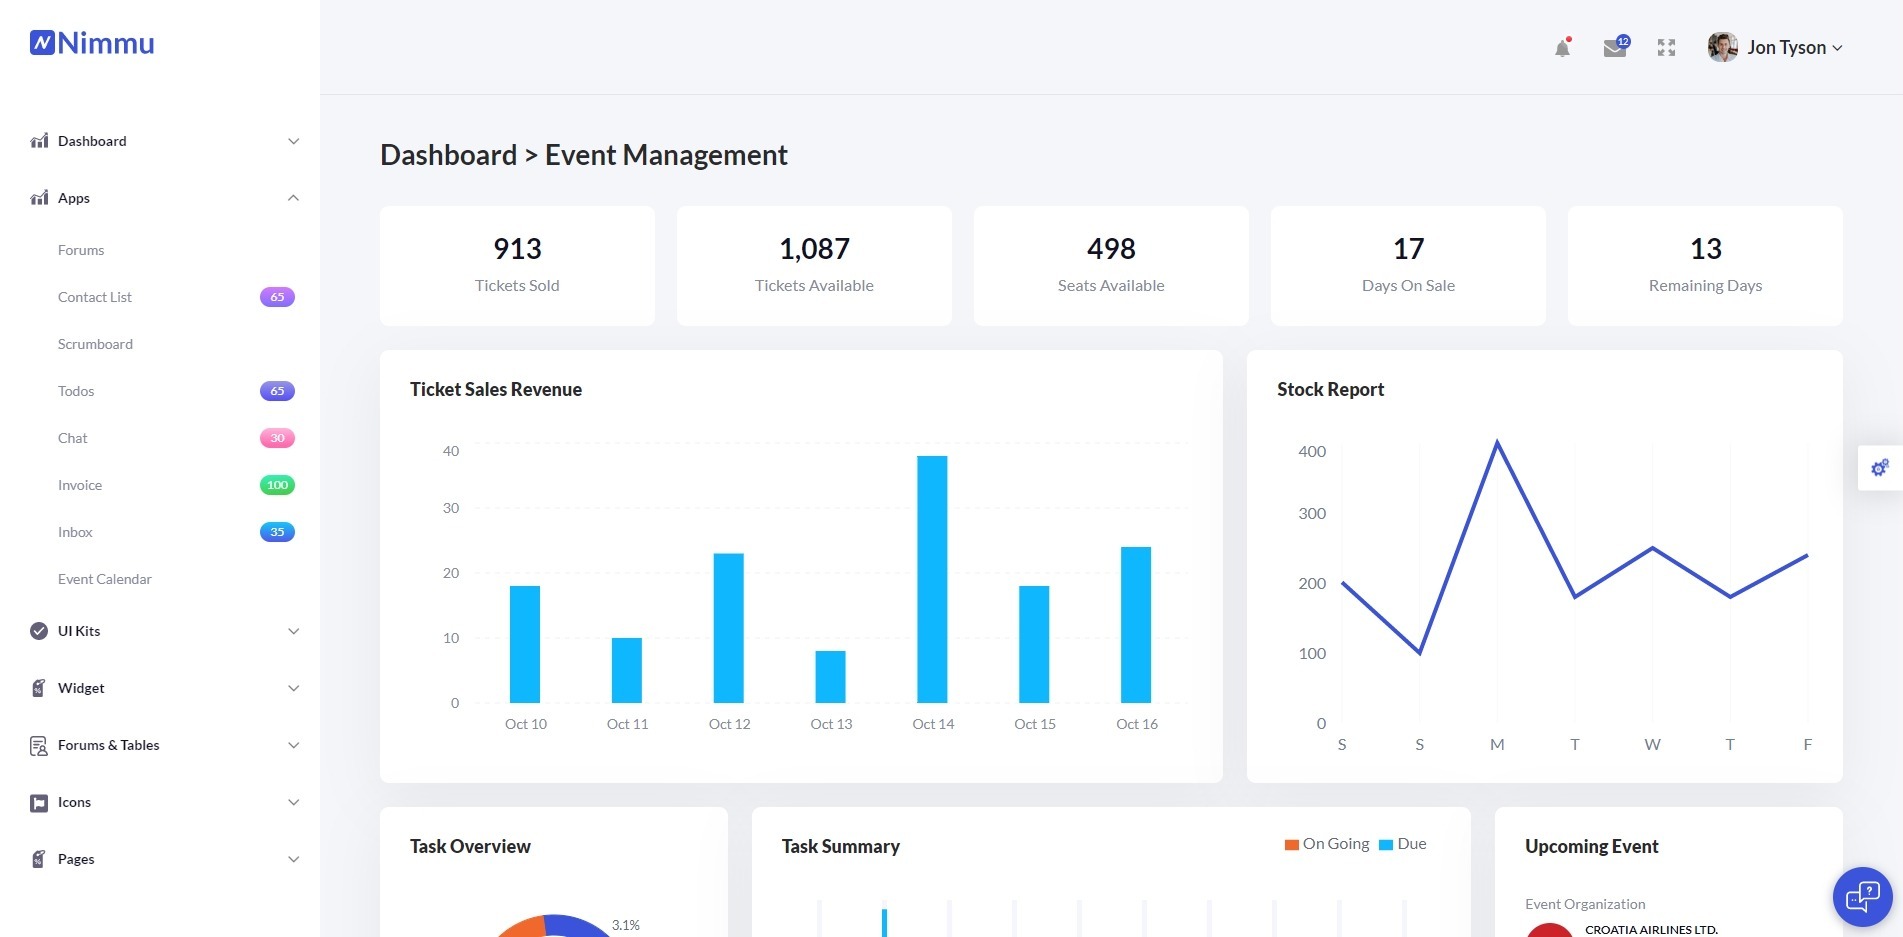 Nimmu
12
Jon Tyson
Dashboard
Apps
Forums
Contact List 65
Scrumboard
Todos 65
Chat 30
Invoice 100
Inbox 35
Event Calendar
UI Kits
Widget
Forums & Tables
Icons
Pages
Dashboard > Event Management
913
Tickets Sold
1,087
Tickets Available
498
Seats Available
17
Days On Sale
13
Remaining Days
Ticket Sales Revenue
40
30
20
10
0
Oct 10 Oct 11 Oct 12 Oct 13 Oct 14 Oct 15 Oct 16
Stock Report
400
300
200
100
0
S S M T W T F
Task Overview
3.1%
Task Summary
On Going Due
Upcoming Event
Event Organization
CROATIA AIRLINES LTD.